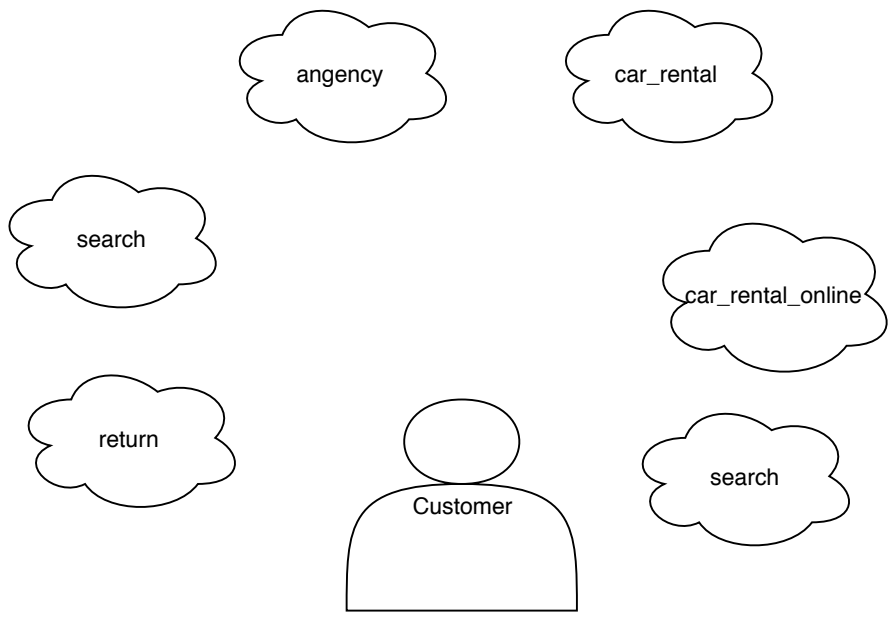 angency
car_rental
search
car_rental_online
return
search
Customer